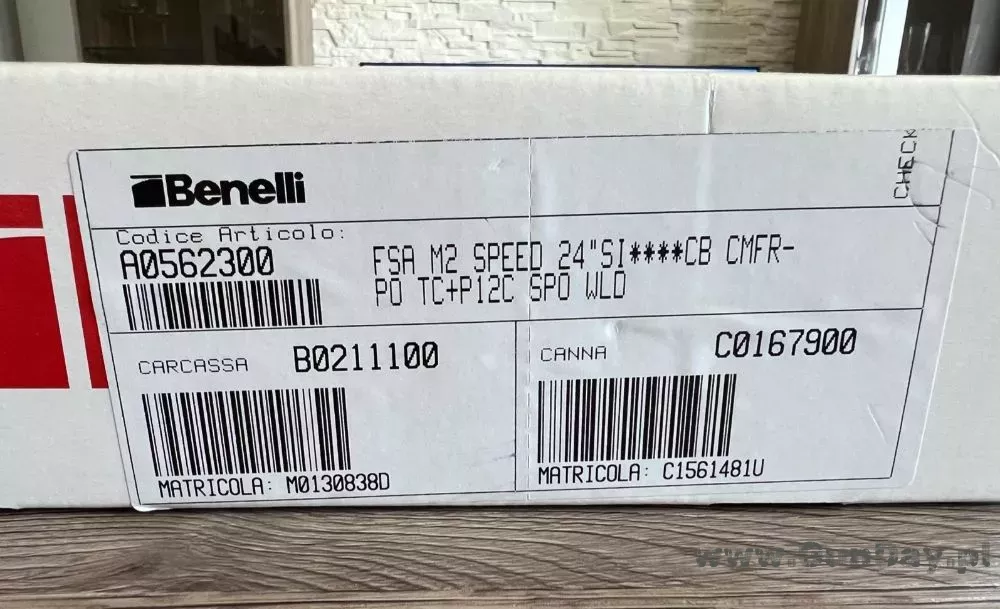 Benelli
CHECK
Codice Articolo:
A0562300
FSA M2 SPEED 24"SI****CB CMFR-
PO TC+P12C SPO WLD
CARCASSA B0211100
MATRICOLA: M0130838D
CANNA C0167900
MATRICOLA: C1561481U
www.GunDay.pl